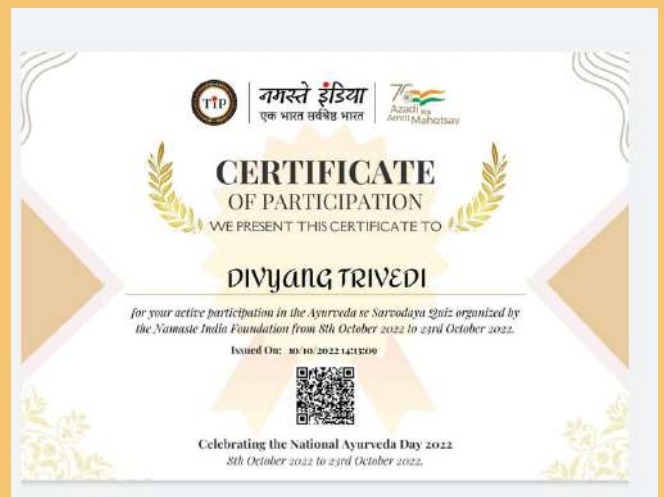 TIP
नमस्ते इंडिया
एक भारत सर्वश्रेष्ठ भारत
75
Azadi Ka
Amrit Mahotsav
CERTIFICATE
OF PARTICIPATION
WE PRESENT THIS CERTIFICATE TO
DIVYANG TRIVEDI
for your active participation in the Ayurveda se Sarvodaya Quiz organized by
the Namaste India Foundation from 8th October 2022 to 23rd October 2022.
Issued On: 10/10/2022 14:13:09
Celebrating the National Ayurveda Day 2022
8th October 2022 to 23rd October 2022.